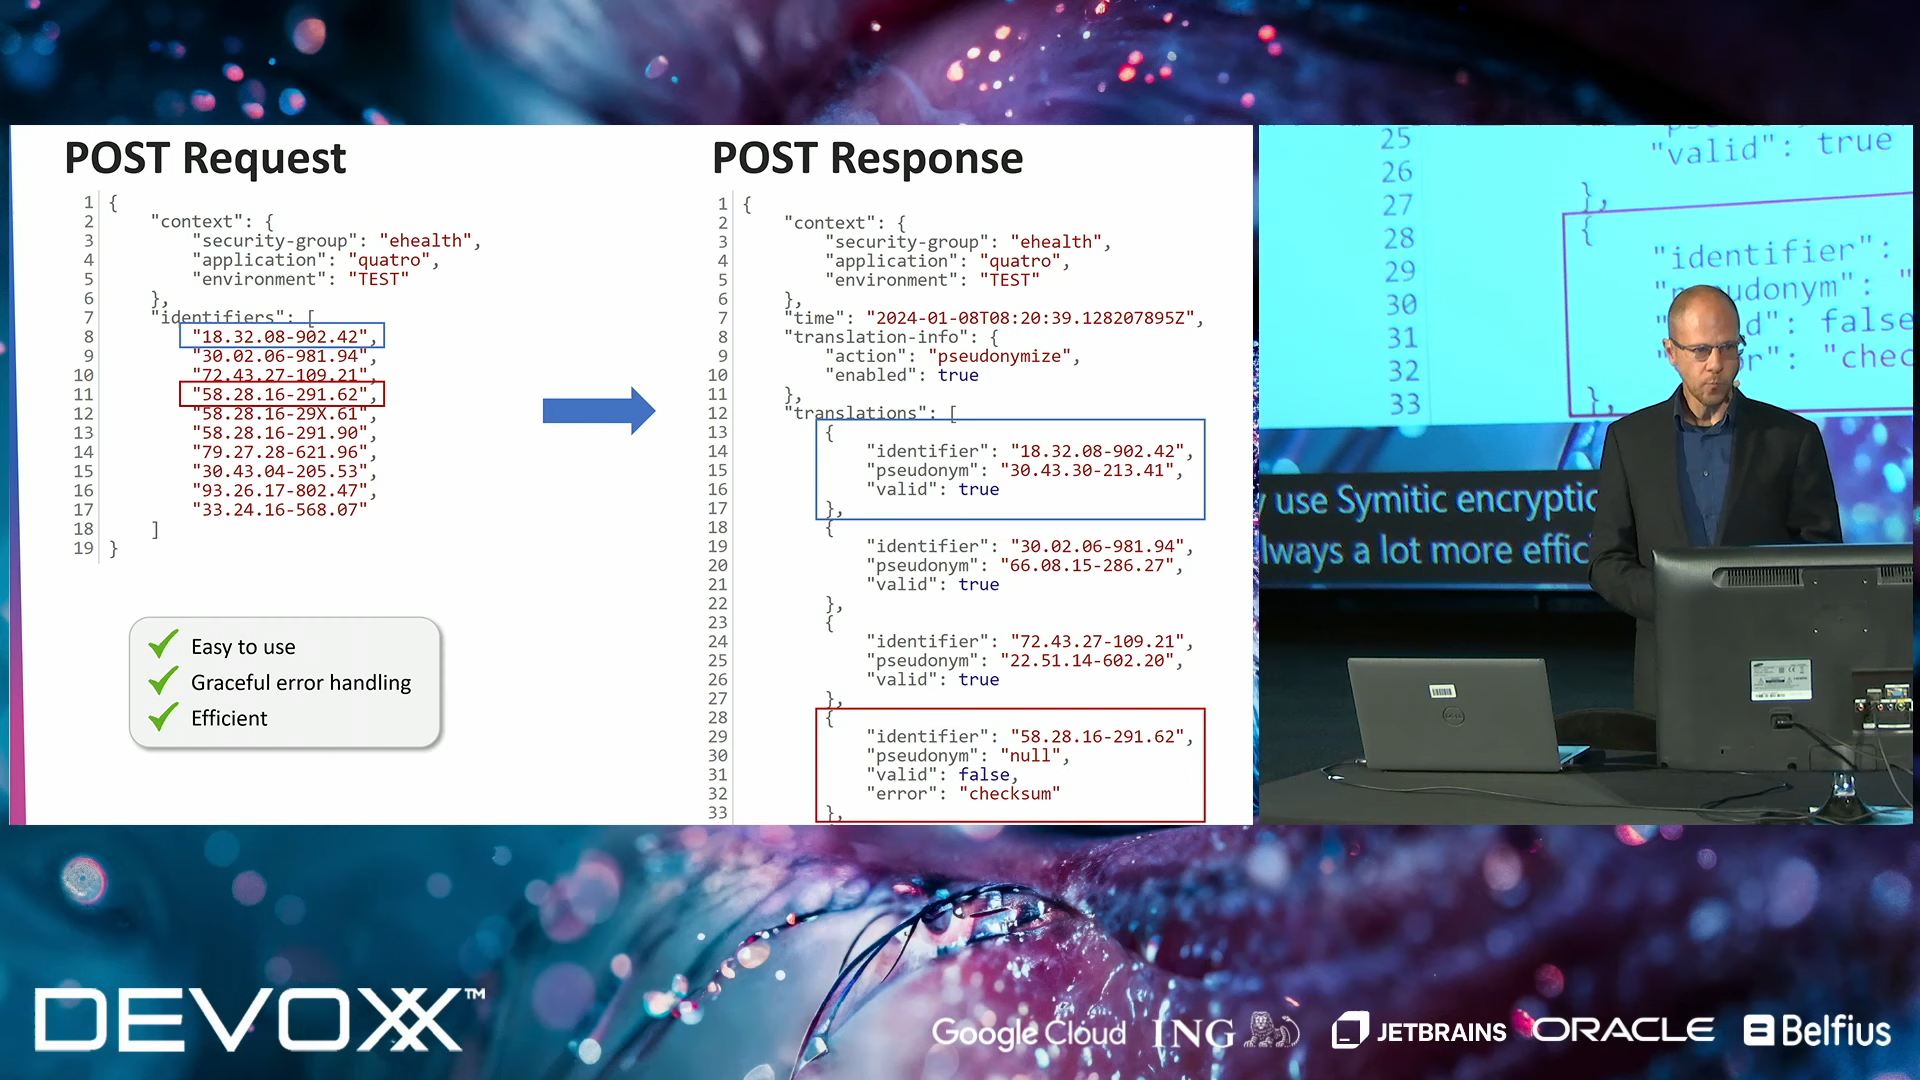 POST Request
1 {
2 "context": {
3 "security-group": "ehealth",
4 "application": "quatro",
5 "environment": "TEST"
6 },
7 "identifiers": [
8 "18.32.08-902.42",
9 "30.02.06-981.94",
10 "72.43.27-109.21",
11 "58.28.16-291.62",
12 "58.28.16-29X.61",
13 "58.28.16-291.90",
14 "79.27.28-621.96",
15 "30.43.04-205.53",
16 "93.26.17-802.47",
17 "33.24.16-568.07"
18 ]
19 }
Easy to use
Graceful error handling
Efficient
POST Response
1 {
2 "context": {
3 "security-group": "ehealth",
4 "application": "quatro",
5 "environment": "TEST"
6 },
7 "time": "2024-01-08T08:20:39.128207895Z",
8 "translation-info": {
9 "action": "pseudonymize",
10 "enabled": true
11 },
12 "translations": [
13 {
14 "identifier": "18.32.08-902.42",
15 "pseudonym": "30.43.30-213.41",
16 "valid": true
17 },
18 {
19 "identifier": "30.02.06-981.94",
20 "pseudonym": "66.08.15-286.27",
21 "valid": true
22 },
23 {
24 "identifier": "72.43.27-109.21",
25 "pseudonym": "22.51.14-602.20",
26 "valid": true
27 },
28 {
29 "identifier": "58.28.16-291.62",
30 "pseudonym": "null",
31 "valid": false,
32 "error": "checksum"
33 },
25
26 "valid": true
27 },
28 {
29 "identifier":
30 udonym":
31 d": false
32 r": "chec
33 },
use Symitic encryptic
lways a lot more effic
DEVOXX™
Google Cloud
ING
JETBRAINS
ORACLE
Belfius